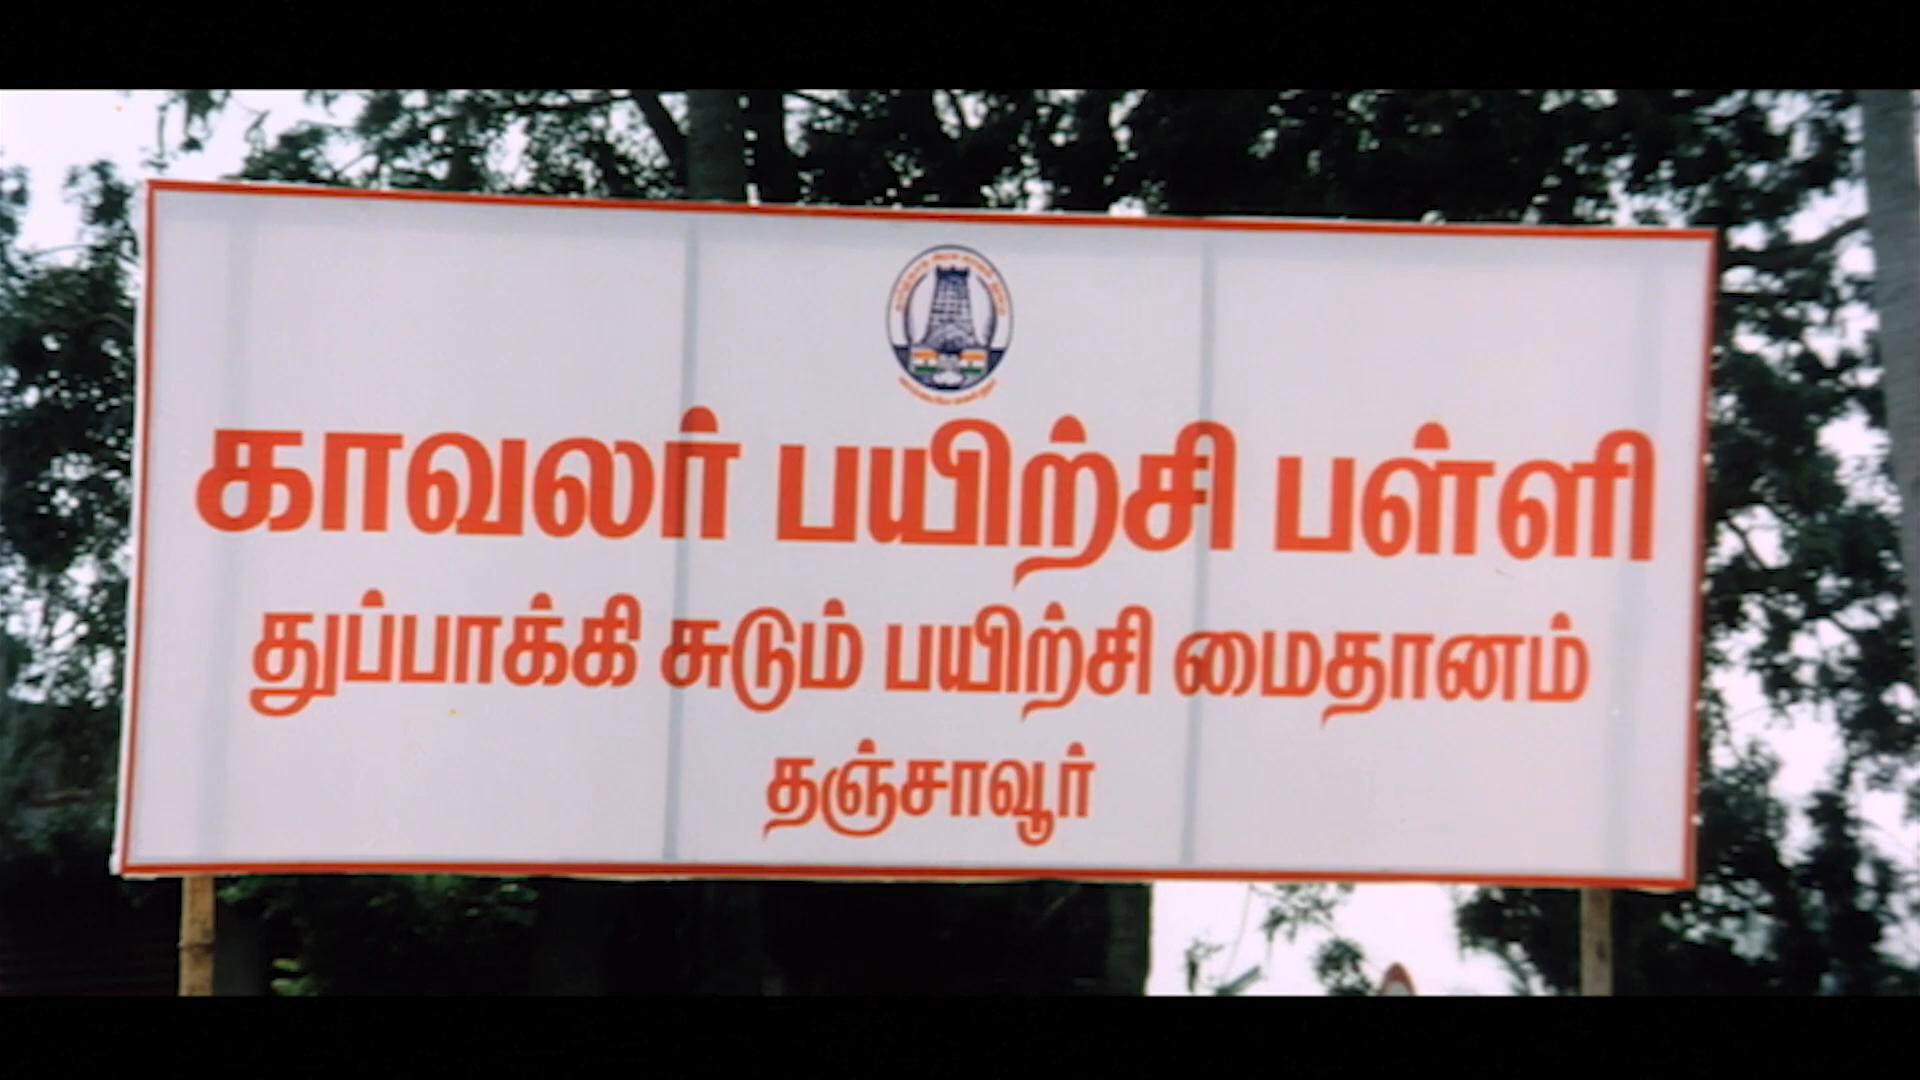 காவலர் பயிற்சி பள்ளி
துப்பாக்கி சுடும் பயிற்சி மைதானம்
தஞ்சாவூர்